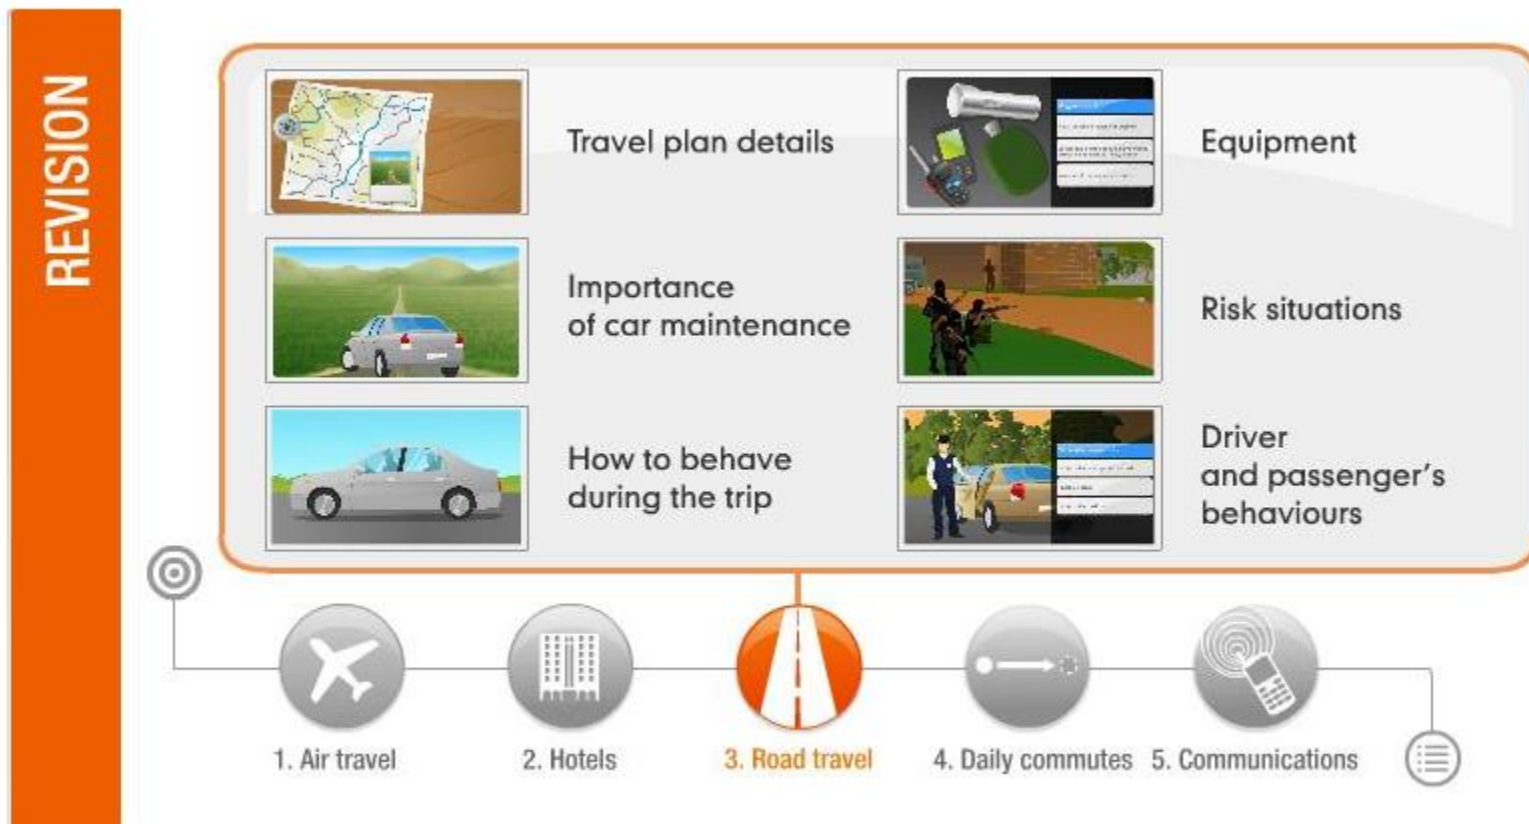 REVISION
Travel plan details
Equipment
Importance
of car maintenance
Risk situations
How to behave
during the trip
Driver
and passenger's
behaviours
1. Air travel
2. Hotels
3. Road travel
4. Daily commutes
5. Communications